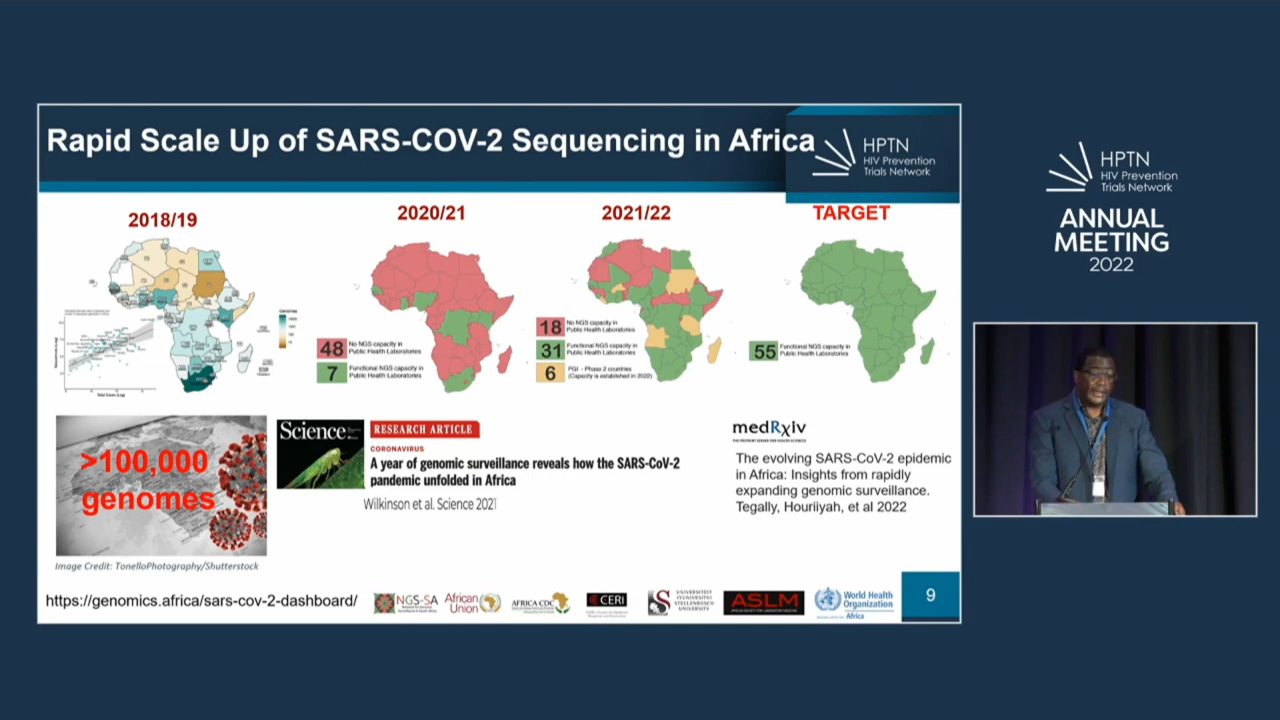 Rapid Scale Up of SARS-COV-2 Sequencing in Africa
HPTN
HIV Prevention
Trials Network
2018/19
2020/21
2021/22
TARGET
48
No NGS capacity in
Public Health Laboratories
7
Functional NGS capacity in
Public Health Laboratories
18
No NGS capacity in
Public Health Laboratories
31
Functional NGS capacity in
Public Health Laboratories
6
PGI - Phase 2 countries
(Capacity is established in 2022)
55
Functional NGS capacity in
Public Health Laboratories
Genomes
Total Cases (Log)
>100,000
genomes
Image Credit: TonelloPhotography/Shutterstock
Science
RESEARCH ARTICLE
CORONAVIRUS
A year of genomic surveillance reveals how the SARS-CoV-2
pandemic unfolded in Africa
Wilkinson et al. Science 2021
medRxiv
THE PREPRINT SERVER FOR HEALTH SCIENCES
The evolving SARS-CoV-2 epidemic
in Africa: Insights from rapidly
expanding genomic surveillance.
Tegally, Houriiyah, et al 2022
https://genomics.africa/sars-cov-2-dashboard/
NGS-SA
African
Union
AFRICA CDC
CERI
UNIVERSITEIT
iYUNIVESITHI
STELLENBOSCH
UNIVERSITY
ASLM
World Health
Organization
Africa
9
HPTN
HIV Prevention
Trials Network
ANNUAL
MEETING
2022